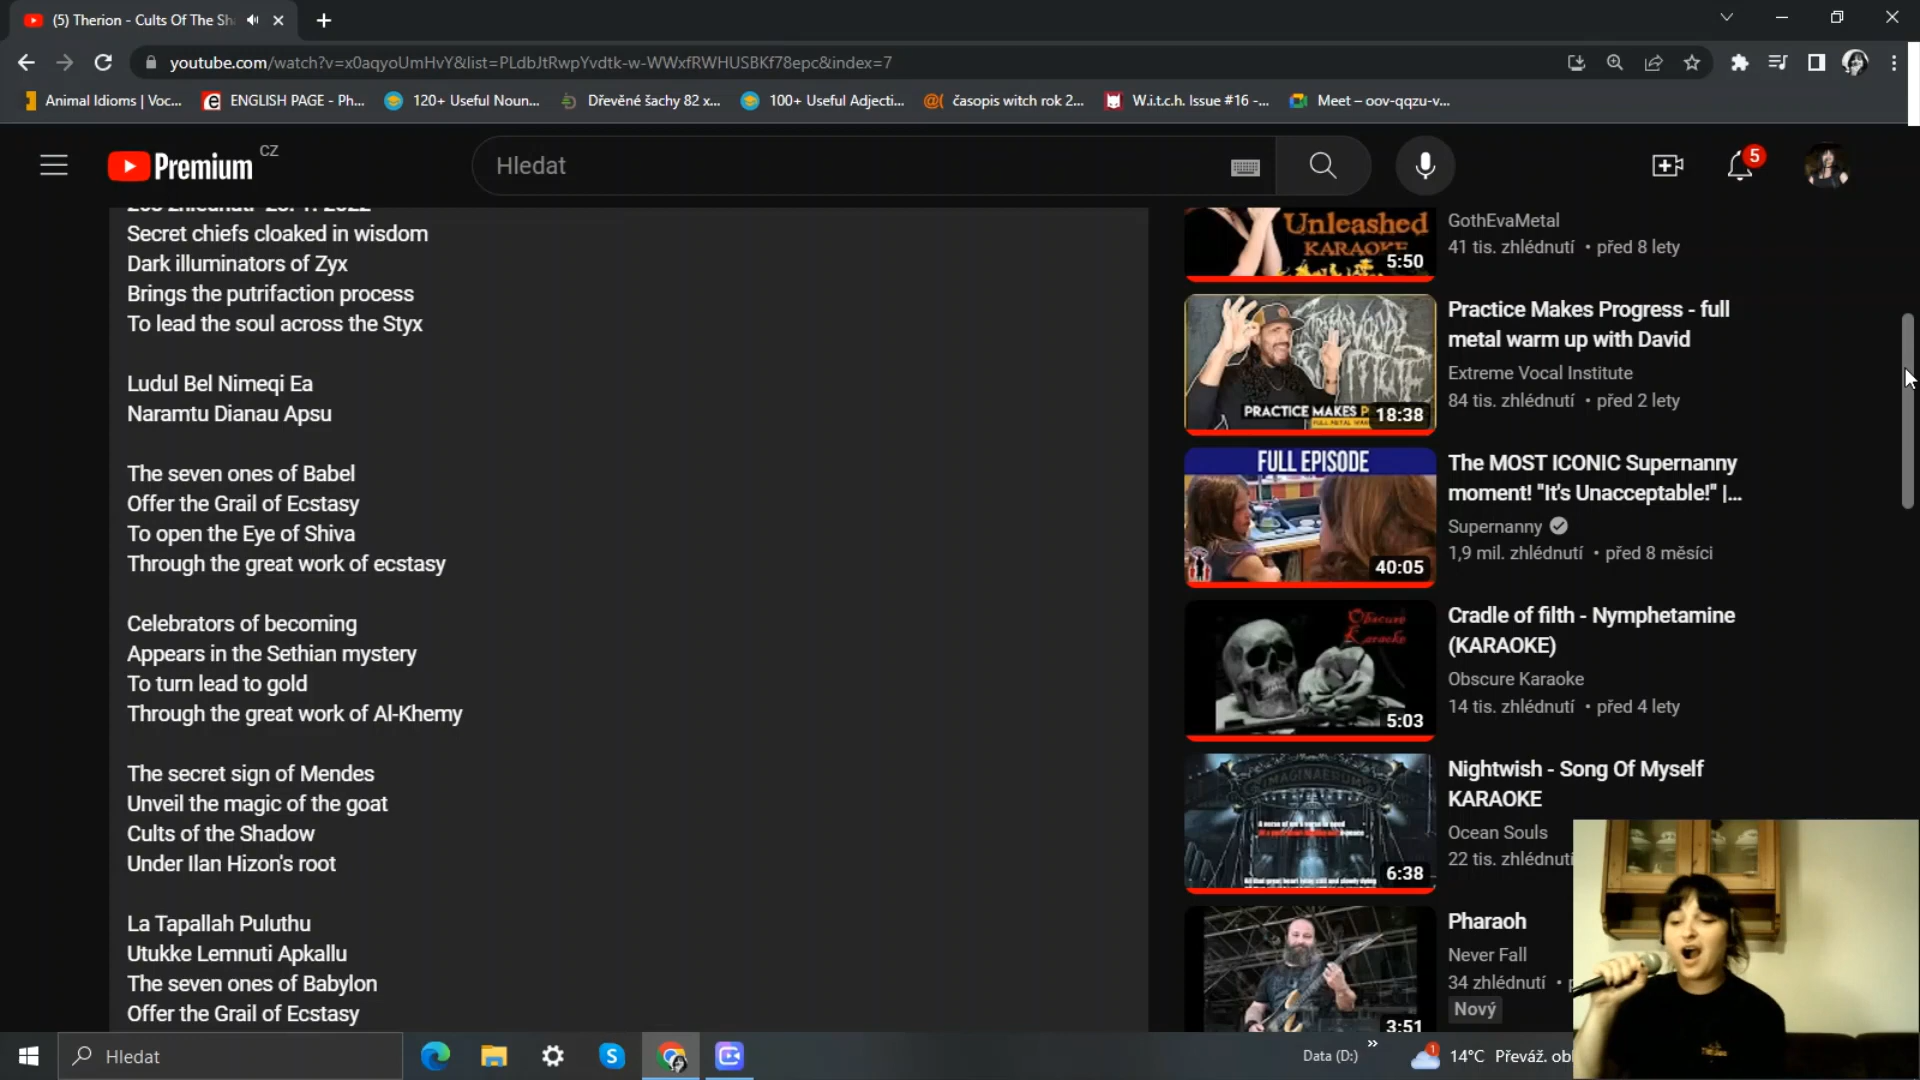 (5) Therion - Cults Of The Sh
youtube.com/watch?v=x0aqyoUmHvY&list=PLdbJtRwpYvdtk-w-WWxfRWHUSBKf78epc&index=7
Animal Idioms | Voc...
ENGLISH PAGE - Ph...
120+ Useful Noun...
Dřevěné šachy 82 x...
100+ Useful Adjecti...
časopis witch rok 2...
W.i.t.c.h. Issue #16 -...
Meet – oov-qqzu-v...
Premium CZ
Hledat
5
Secret chiefs cloaked in wisdom
Dark illuminators of Zyx
Brings the putrifaction process
To lead the soul across the Styx
Ludul Bel Nimeqi Ea
Naramtu Dianau Apsu
The seven ones of Babel
Offer the Grail of Ecstasy
To open the Eye of Shiva
Through the great work of ecstasy
Celebrators of becoming
Appears in the Sethian mystery
To turn lead to gold
Through the great work of Al-Khemy
The secret sign of Mendes
Unveil the magic of the goat
Cults of the Shadow
Under Ilan Hizon's root
La Tapallah Puluthu
Utukke Lemnuti Apkallu
The seven ones of Babylon
Offer the Grail of Ecstasy
Unleashed
KARAOKE
5:50
GothEvaMetal
41 tis. zhlédnutí • před 8 lety
PRACTICE MAKES P
18:38
Practice Makes Progress - full
metal warm up with David
Extreme Vocal Institute
84 tis. zhlédnutí • před 2 lety
FULL EPISODE
40:05
The MOST ICONIC Supernanny
moment! "It's Unacceptable!" |...
Supernanny
1,9 mil. zhlédnutí • před 8 měsíci
Obscure
Karaoke
5:03
Cradle of filth - Nymphetamine
(KARAOKE)
Obscure Karaoke
14 tis. zhlédnutí • před 4 lety
IMAGINAERUM
6:38
Nightwish - Song Of Myself
KARAOKE
Ocean Souls
22 tis. zhlédnutí
3:51
Pharaoh
Never Fall
34 zhlédnutí •
Nový
Hledat
Data (D:)
1
14°C Převáž. obl